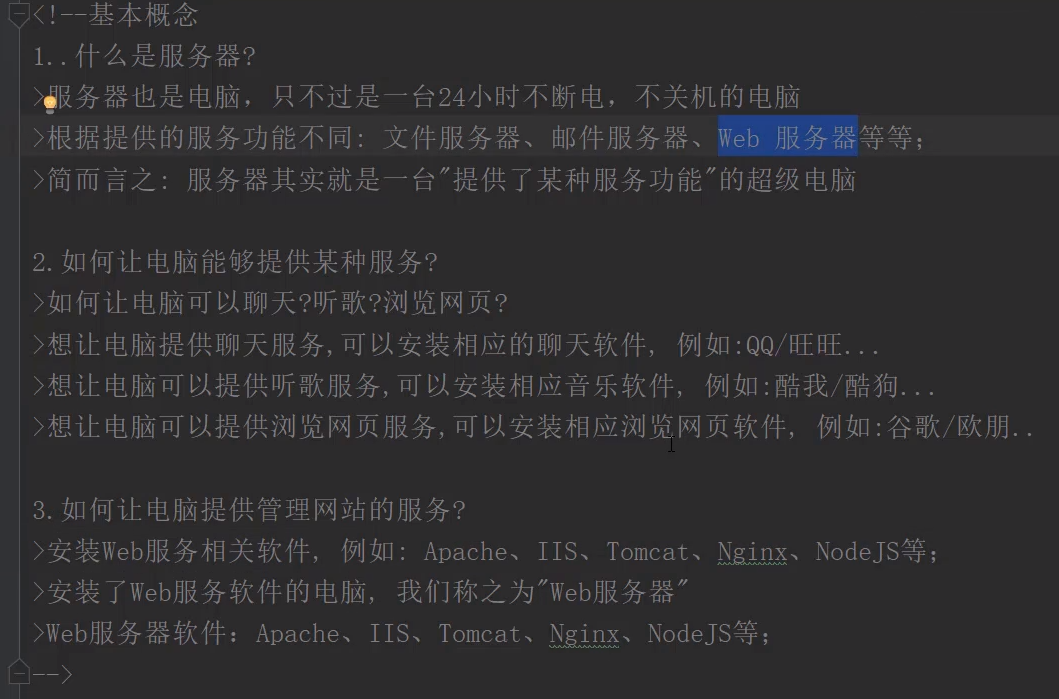 <!--基本概念
1..什么是服务器?
>服务器也是电脑，只不过是一台24小时不断电，不关机的电脑
>根据提供的服务功能不同: 文件服务器、邮件服务器、Web 服务器等等;
>简而言之: 服务器其实就是一台"提供了某种服务功能"的超级电脑
2.如何让电脑能够提供某种服务?
>如何让电脑可以聊天?听歌?浏览网页?
>想让电脑提供聊天服务,可以安装相应的聊天软件, 例如:QQ/旺旺...
>想让电脑可以提供听歌服务,可以安装相应音乐软件, 例如:酷我/酷狗...
>想让电脑可以提供浏览网页服务,可以安装相应浏览网页软件, 例如:谷歌/欧朋..
3.如何让电脑提供管理网站的服务?
>安装Web服务相关软件, 例如: Apache、IIS、Tomcat、Nginx、NodeJS等;
>安装了Web服务软件的电脑, 我们称之为"Web服务器"
>Web服务器软件: Apache、IIS、Tomcat、Nginx、NodeJS等;
-->